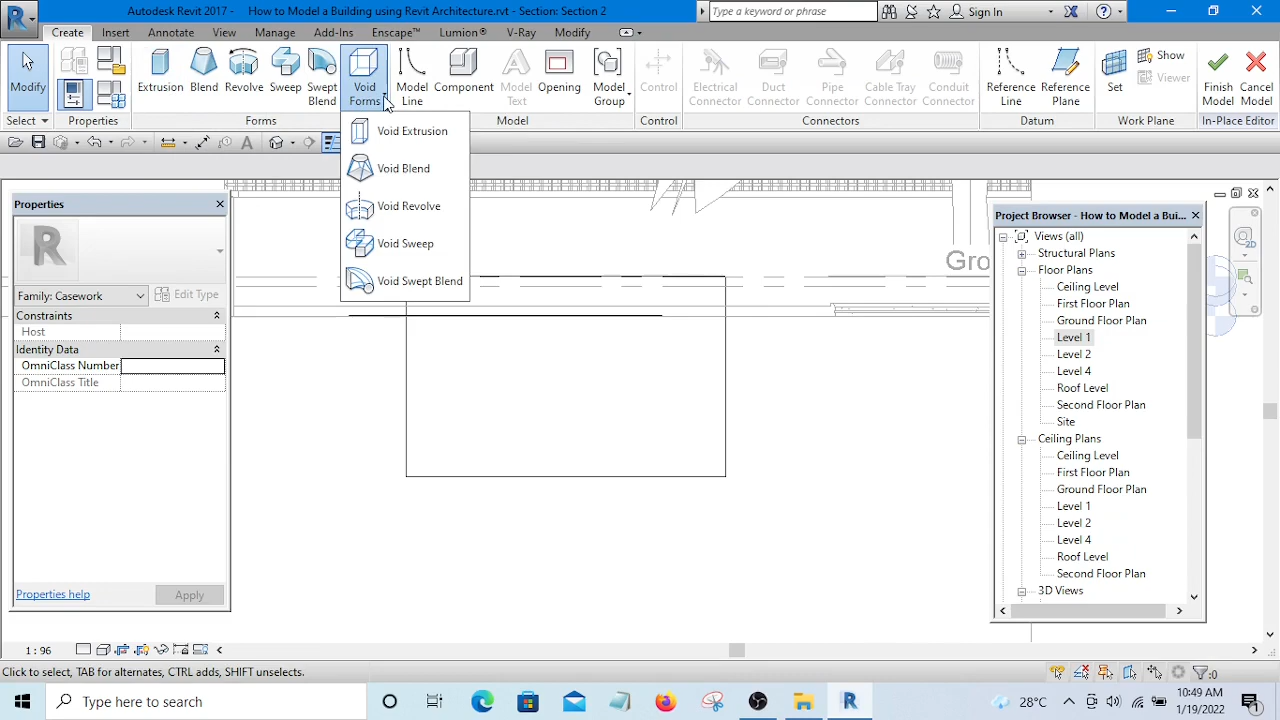 Autodesk Revit 2017 - How to Model a Building using Revit Architecture.rvt - Section: Section 2
Type a keyword or phrase
Sign In
Create Insert Annotate View Manage Add-Ins Enscape™ Lumion® V-Ray Modify
Modify
Extrusion Blend Revolve Sweep Swept Blend Void Forms
Model Line Component Model Text Opening Model Group
Control
Electrical Connector Duct Connector Pipe Connector Cable Tray Connector Conduit Connector
Reference Line Reference Plane
Set Show
Viewer
Finish Model Cancel Model
Select Properties Forms Model Control Connectors Datum Work Plane In-Place Editor
Void Extrusion
Void Blend
Void Revolve
Void Sweep
Void Swept Blend
Properties
R
Family: Casework
Edit Type
Constraints
Host
Identity Data
OmniClass Number
OmniClass Title
Properties help
Apply
Gro
2D
Project Browser - How to Model a Bui...
Views (all)
Structural Plans
Floor Plans
Ceiling Level
First Floor Plan
Ground Floor Plan
Level 1
Level 2
Level 4
Roof Level
Second Floor Plan
Site
Ceiling Plans
Ceiling Level
First Floor Plan
Ground Floor Plan
Level 1
Level 2
Level 4
Roof Level
Second Floor Plan
3D Views
1 : 96
Click to select, TAB for alternates, CTRL adds, SHIFT unselects.
:0
Type here to search
28°C
10:49 AM
1/19/2022